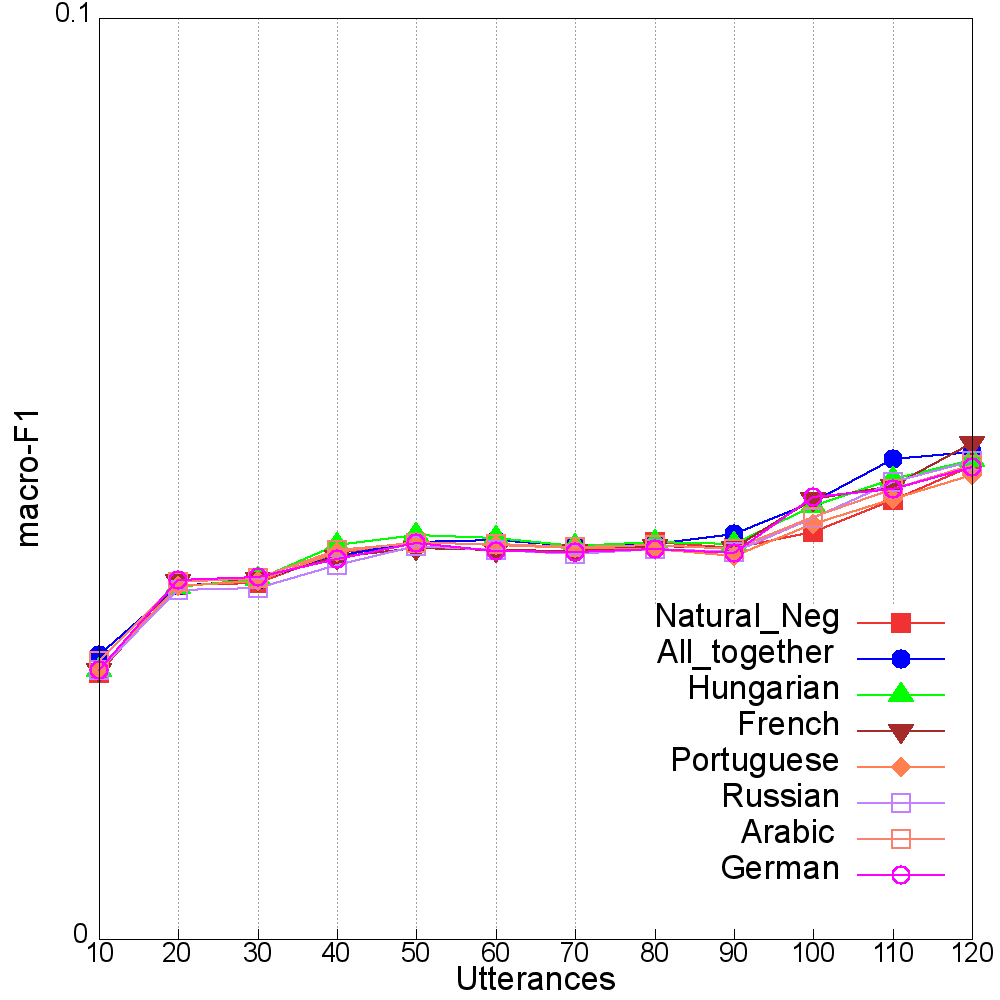 0.1
macro-F1
Natural_Neg
All_together
Hungarian
French
Portuguese
Russian
Arabic
German
0
10 20 30 40 50 60 70 80 90 100 110 120
Utterances